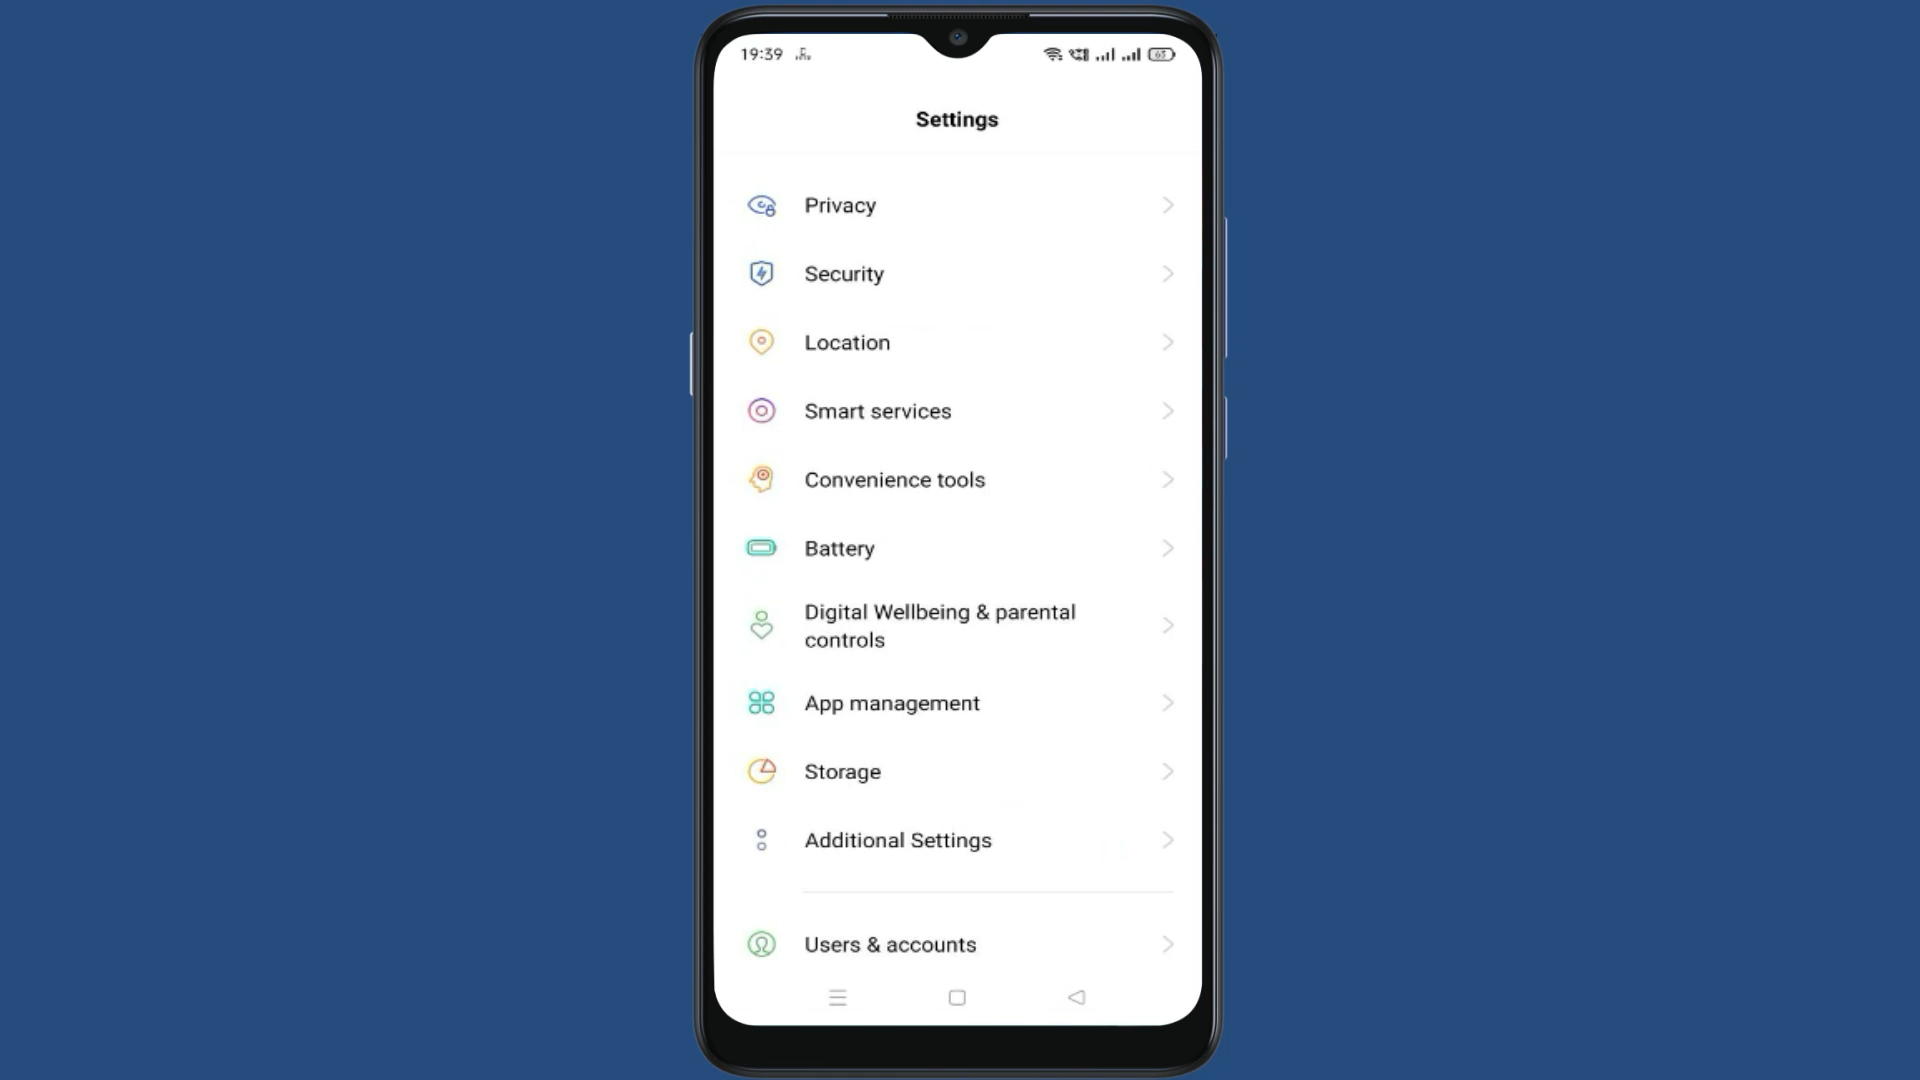 19:39
65
Settings
Privacy
Security
Location
Smart services
Convenience tools
Battery
Digital Wellbeing & parental
controls
App management
Storage
Additional Settings
Users & accounts